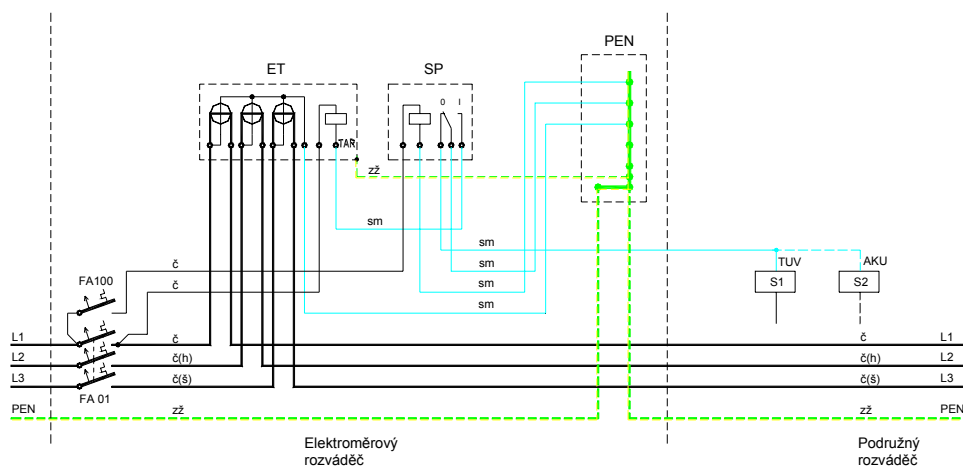 PEN
ET
SP
0
I
TAR
zž
sm
sm
sm
sm
sm
č
č
FA100
TUV
AKU
S1
S2
L1
č
č
L1
L2
č(h)
č(h)
L2
L3
č(š)
č(š)
L3
FA 01
PEN
zž
zž
PEN
Elektroměrový
rozváděč
Podružný
rozváděč